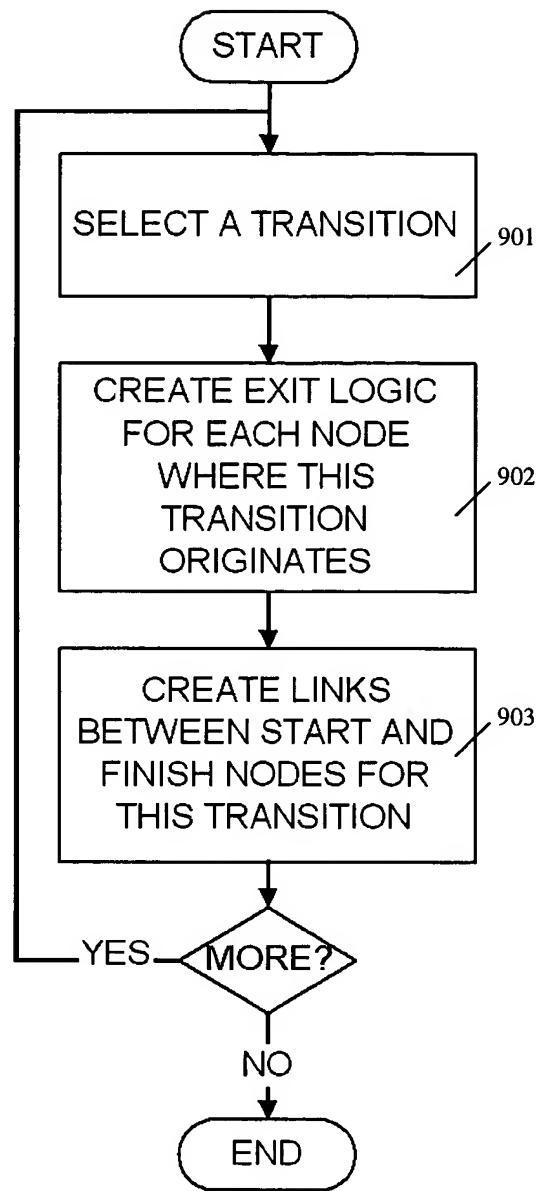 START
SELECT A TRANSITION
901
CREATE EXIT LOGIC
FOR EACH NODE
WHERE THIS
TRANSITION
ORIGINATES
902
CREATE LINKS
BETWEEN START AND
FINISH NODES FOR
THIS TRANSITION
903
YES
MORE?
NO
END